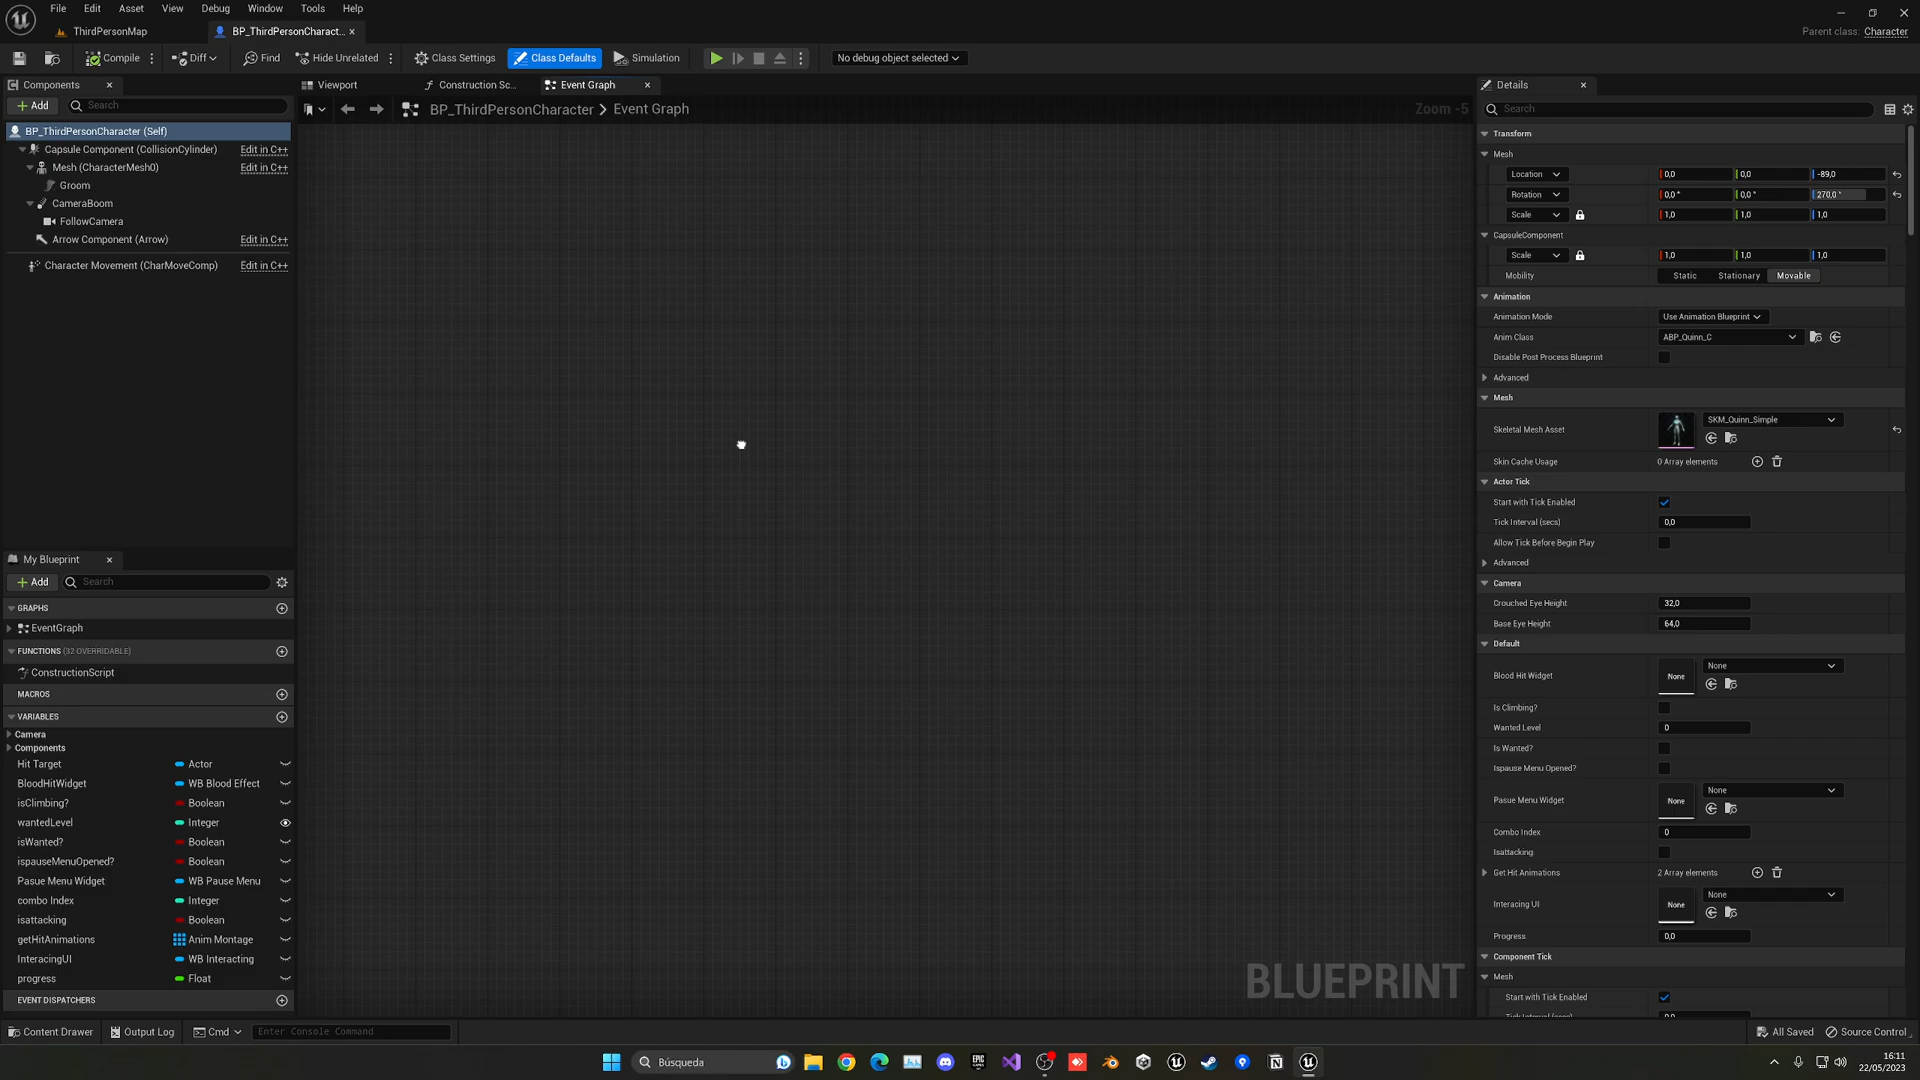 File Edit Asset View Debug Window Tools Help
ThirdPersonMap
BP_ThirdPersonCharact..
Parent class: Character
Compile Diff Find Hide Unrelated Class Settings Class Defaults Simulation No debug object selected
Components
Viewport
Construction Sc...
Event Graph
Details
Add
Search
BP_ThirdPersonCharacter > Event Graph
Zoom -5
Search
BP_ThirdPersonCharacter (Self)
Capsule Component (CollisionCylinder) Edit in C++
Mesh (CharacterMesh0) Edit in C++
Groom
CameraBoom
FollowCamera
Arrow Component (Arrow) Edit in C++
Character Movement (CharMoveComp) Edit in C++
My Blueprint
Add
Search
GRAPHS
EventGraph
FUNCTIONS (32 OVERRIDABLE)
ConstructionScript
MACROS
VARIABLES
Camera
Components
Hit Target Actor
BloodHitWidget WB Blood Effect
isClimbing? Boolean
wantedLevel Integer
isWanted? Boolean
ispauseMenuOpened? Boolean
Pasue Menu Widget WB Pause Menu
combo Index Integer
isattacking Boolean
getHitAnimations Anim Montage
InteracingUI WB Interacting
progress Float
EVENT DISPATCHERS
BLUEPRINT
Transform
Mesh
Location 0,0 0,0 -89,0
Rotation 0,0 ° 0,0 ° 270,0 °
Scale 1,0 1,0 1,0
CapsuleComponent
Scale 1,0 1,0 1,0
Mobility Static Stationary Movable
Animation
Animation Mode Use Animation Blueprint
Anim Class ABP_Quinn_C
Disable Post Process Blueprint
Advanced
Mesh
Skeletal Mesh Asset SKM_Quinn_Simple
Skin Cache Usage 0 Array elements
Actor Tick
Start with Tick Enabled
Tick Interval (secs) 0,0
Allow Tick Before Begin Play
Advanced
Camera
Crouched Eye Height 32,0
Base Eye Height 64,0
Default
Blood Hit Widget None None
Is Climbing?
Wanted Level 0
Is Wanted?
Ispause Menu Opened?
Pasue Menu Widget None None
Combo Index 0
Isattacking
Get Hit Animations 2 Array elements
Interacing UI None None
Progress 0,0
Component Tick
Mesh
Start with Tick Enabled
Content Drawer Output Log Cmd Enter Console Command
All Saved Source Control
Búsqueda
EPIC GAMES
16:11
22/05/2023